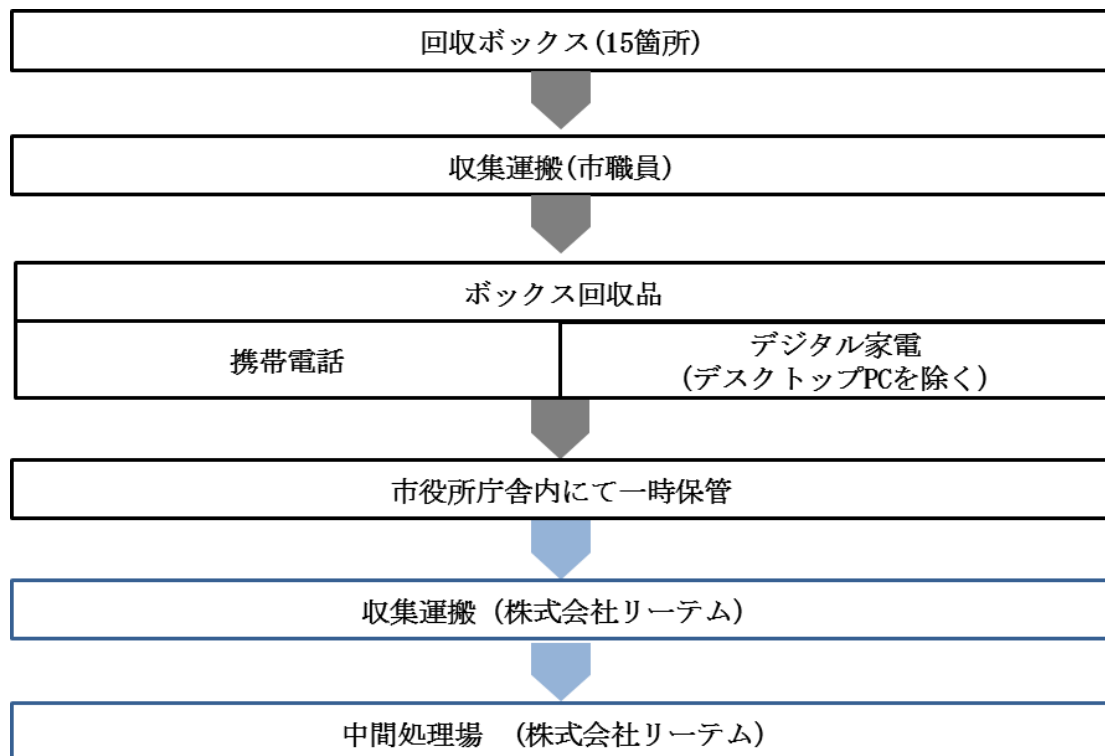 回収ボックス(15箇所)
収集運搬(市職員)
ボックス回収品
携帯電話
デジタル家電
(デスクトップPCを除く)
市役所庁舎内にて一時保管
収集運搬 (株式会社リーテム)
中間処理場 (株式会社リーテム)